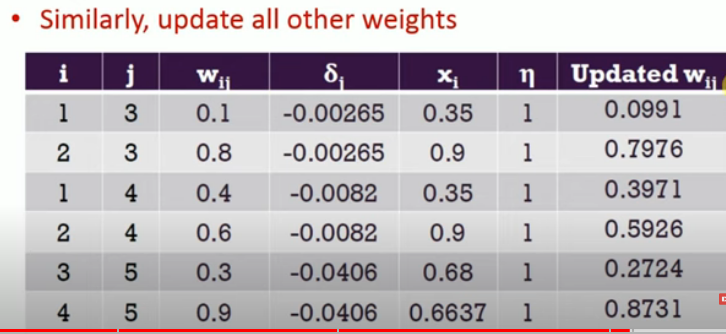 • Similarly, update all other weights
i j wij δj xi η Updated wij
1 3 0.1 -0.00265 0.35 1 0.0991
2 3 0.8 -0.00265 0.9 1 0.7976
1 4 0.4 -0.0082 0.35 1 0.3971
2 4 0.6 -0.0082 0.9 1 0.5926
3 5 0.3 -0.0406 0.68 1 0.2724
4 5 0.9 -0.0406 0.6637 1 0.8731